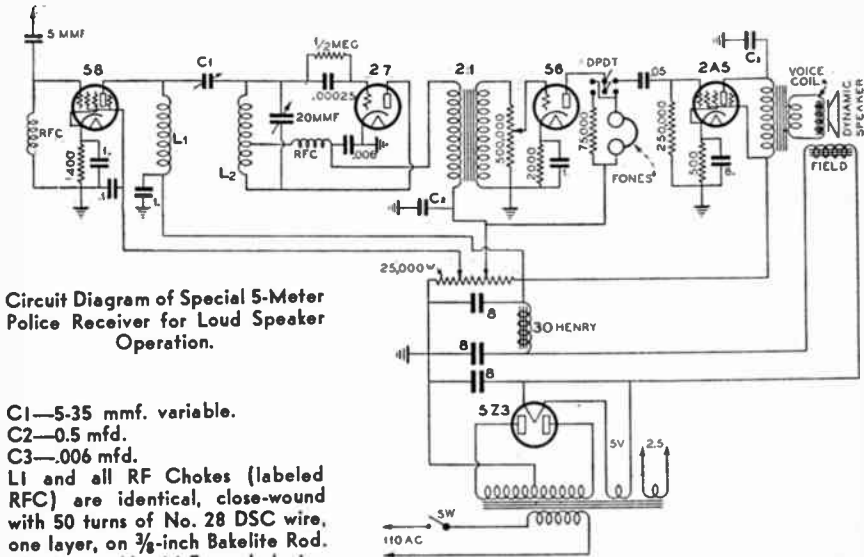 5 MMF
58
C1
1/2 MEG
27
.00025
2:1
56
DPDT
.05
2A5
C3
VOICE
COIL
DYNAMIC
SPEAKER
RFC
1400
.1
.1
L1
.1
20MMF
L2
RFC
.006
500,000
2000
75,000
FONES
250,000
500
FIELD
C2
25,000 W
8
30 HENRY
8
8
5Z3
5V
2.5
SW
110 AC
Circuit Diagram of Special 5-Meter
Police Receiver for Loud Speaker
Operation.
C1—5-35 mmf. variable.
C2—0.5 mfd.
C3—.006 mfd.
L1 and all RF Chokes (labeled
RFC) are identical, close-wound
with 50 turns of No. 28 DSC wire,
one layer, on 3/8-inch Bakelite Rod.